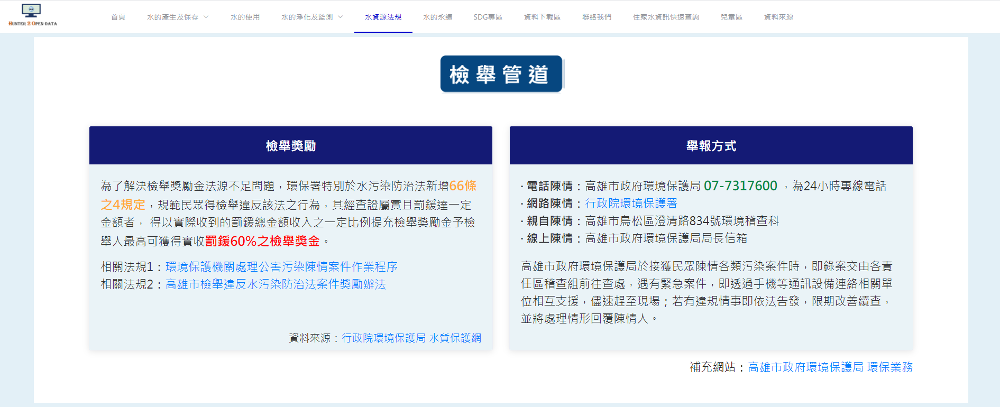 HUNTER 2 OPEN-DATA
首頁 水的產生及保存 水的使用 水的淨化及監測 水資源法規 水的永續 SDG專區 資料下載區 聯絡我們 住家水資訊快速查詢 兒童區 資料來源
檢舉管道
檢舉獎勵
為了解決檢舉獎勵金法源不足問題，環保署特別於水污染防治法新增66條
之4規定，規範民眾得檢舉違反該法之行為，其經查證屬實且罰鍰達一定
金額者， 得以實際收到的罰鍰總金額收入之一定比例提充檢舉獎勵金予檢
舉人最高可獲得實收罰鍰60%之檢舉獎金。
相關法規1：環境保護機關處理公害污染陳情案件作業程序
相關法規2：高雄市檢舉違反水污染防治法案件獎勵辦法
資料來源：行政院環境保護局 水質保護網
舉報方式
· 電話陳情：高雄市政府環境保護局 07-7317600 ，為24小時專線電話
· 網路陳情：行政院環境保護署
· 親自陳情：高雄市鳥松區澄清路834號環境稽查科
· 線上陳情：高雄市政府環境保護局局長信箱
高雄市政府環境保護局於接獲民眾陳情各類污染案件時，即錄案交由各責
任區稽查組前往查處，遇有緊急案件，即透過手機等通訊設備連絡相關單
位相互支援，儘速趕至現場；若有違規情事即依法告發，限期改善續查，
並將處理情形回覆陳情人。
補充網站：高雄市政府環境保護局 環保業務